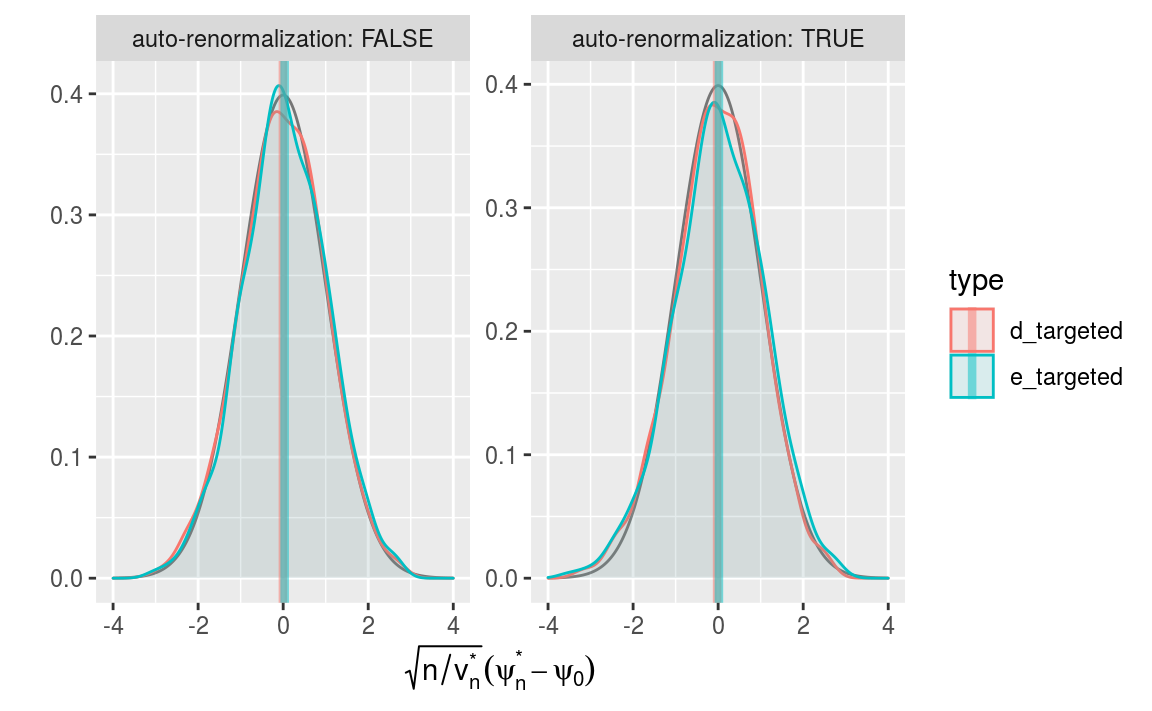 auto-renormalization: FALSE
auto-renormalization: TRUE
0.4
0.3
0.2
0.1
0.0
-4 -2 0 2 4
0.4
0.3
0.2
0.1
0.0
-4 -2 0 2 4
√n/v*n(ψ*n − ψ0)
type
d_targeted
e_targeted